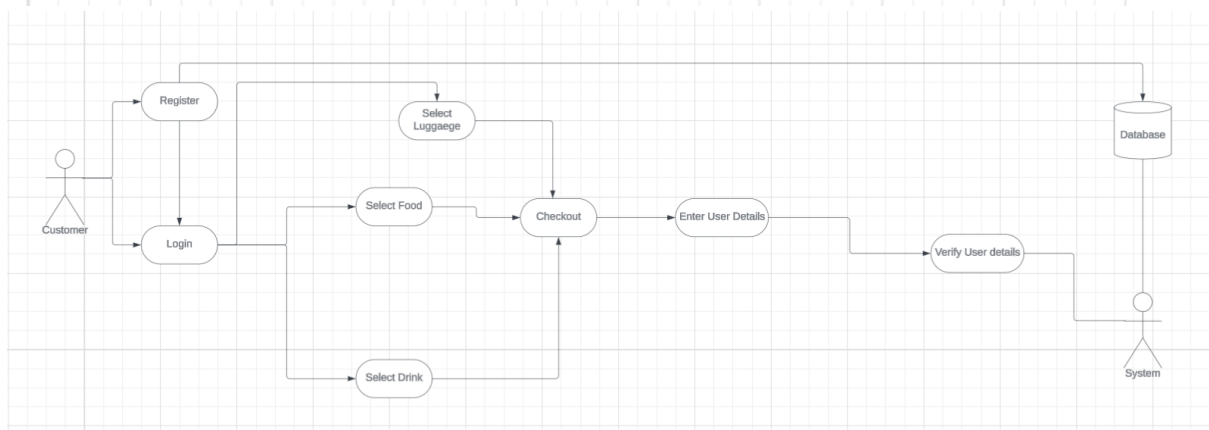 Register
Select
Luggaege
Database
Customer
Select Food
Checkout
Enter User Details
Login
Verify User details
Select Drink
System